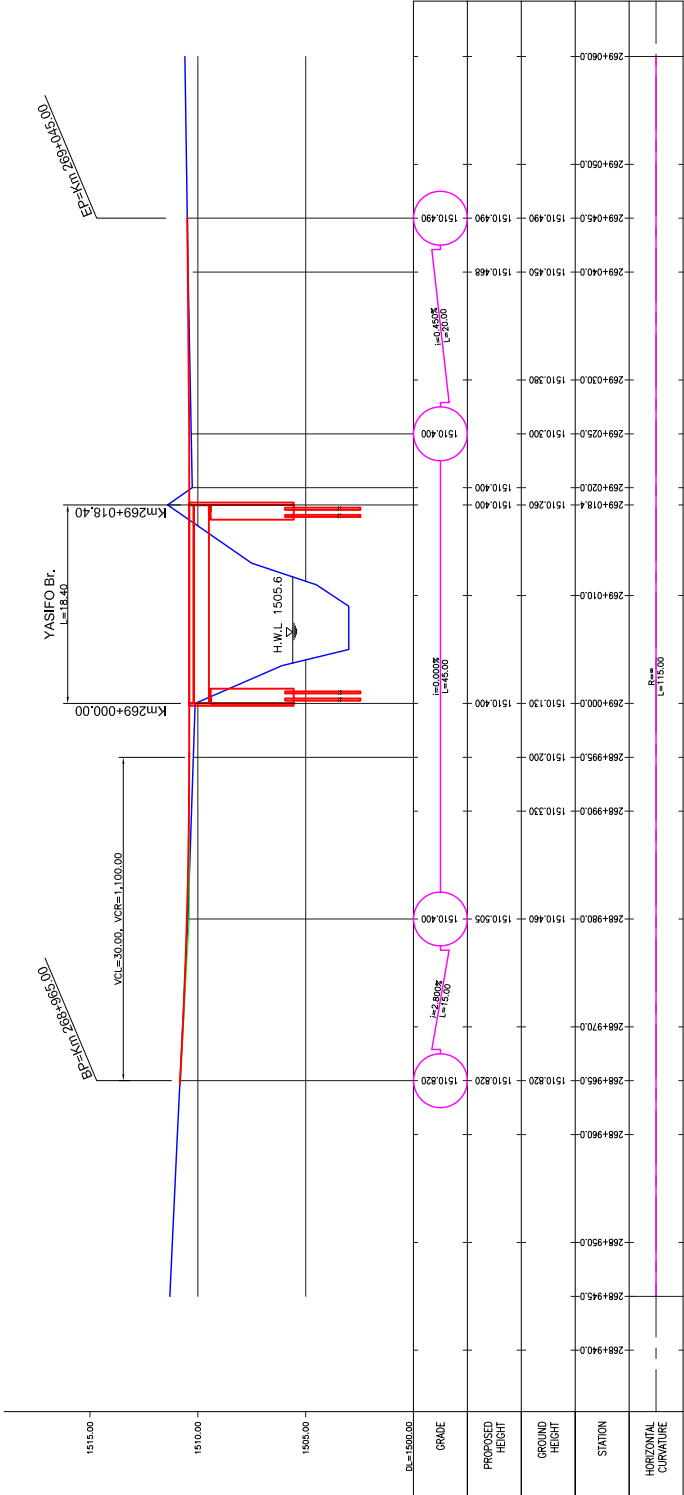 BP=Km 268+965.00
EP=Km 269+045.00
YASIFO Br.
L=18.40
Km269+000.00
Km269+018.40
VCL=30.00, VCR=1,100.00
H.W.L 1505.6
1515.00
1510.00
1505.00
DL=1500.00
GRADE
1510.820
i=2.800%
L=15.00
1510.400
i=0.000%
L=45.00
1510.400
i=0.450%
L=20.00
1510.490
PROPOSED
HEIGHT
1510.820
1510.505
1510.400
1510.400
1510.400
1510.468
1510.490
GROUND
HEIGHT
1510.820
1510.460
1510.330
1510.200
1510.130
1510.260
1510.300
1510.380
1510.450
1510.490
STATION
268+940.0
268+945.0
268+950.0
268+960.0
268+965.0
268+970.0
268+980.0
268+990.0
268+995.0
269+000.0
269+010.0
269+018.4
269+020.0
269+025.0
269+030.0
269+040.0
269+045.0
269+050.0
269+060.0
HORIZONTAL
CURVATURE
R=∞
L=115.00